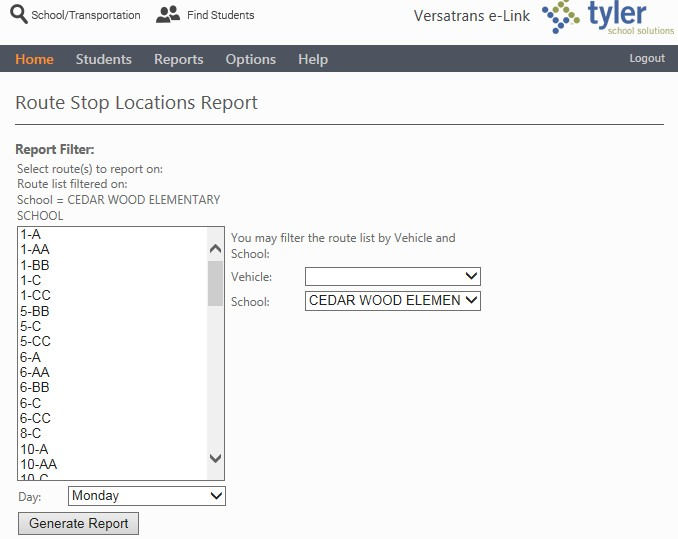 School/Transportation
Find Students
Versatrans e-Link
tyler
school solutions
Home
Students
Reports
Options
Help
Logout
Route Stop Locations Report
Report Filter:
Select route(s) to report on:
Route list filtered on:
School = CEDAR WOOD ELEMENTARY
SCHOOL
1-A
1-AA
1-BB
1-C
1-CC
5-BB
5-C
5-CC
6-A
6-AA
6-BB
6-C
6-CC
8-C
10-A
10-AA
10-C
You may filter the route list by Vehicle and
School:
Vehicle:
School:
CEDAR WOOD ELEMEN
Day:
Monday
Generate Report